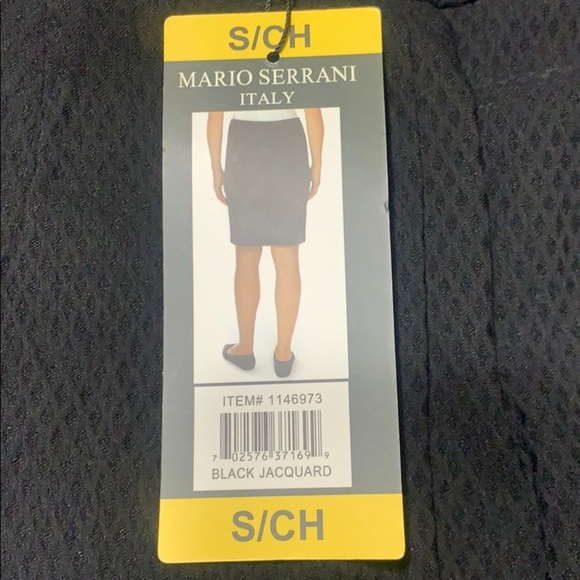 S/CH
MARIO SERRANI
ITALY
ITEM# 1146973
7 02576 37169 9
BLACK JACQUARD
S/CH